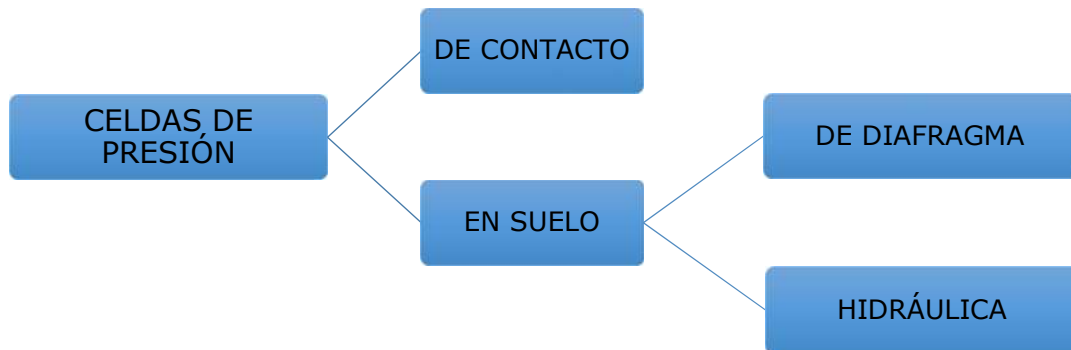 CELDAS DE
PRESIÓN
DE CONTACTO
EN SUELO
DE DIAFRAGMA
HIDRÁULICA